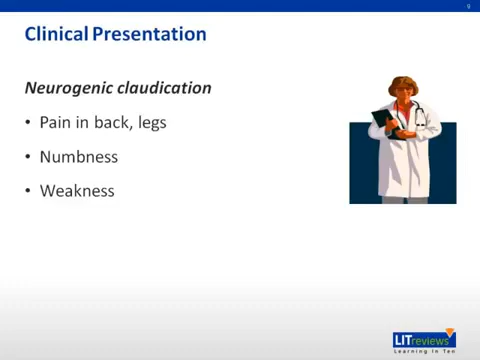 Clinical Presentation
Neurogenic claudication
• Pain in back, legs
• Numbness
• Weakness
LITreviews
Learning In Ten